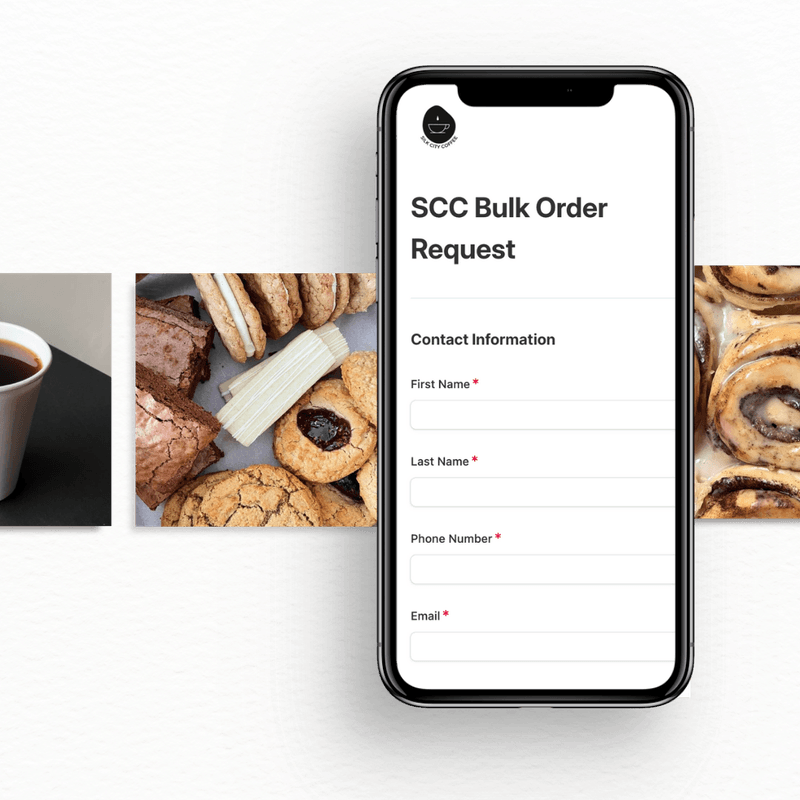 SILK CITY COFFEE
SCC Bulk Order
Request
Contact Information
First Name *
Last Name *
Phone Number *
Email *